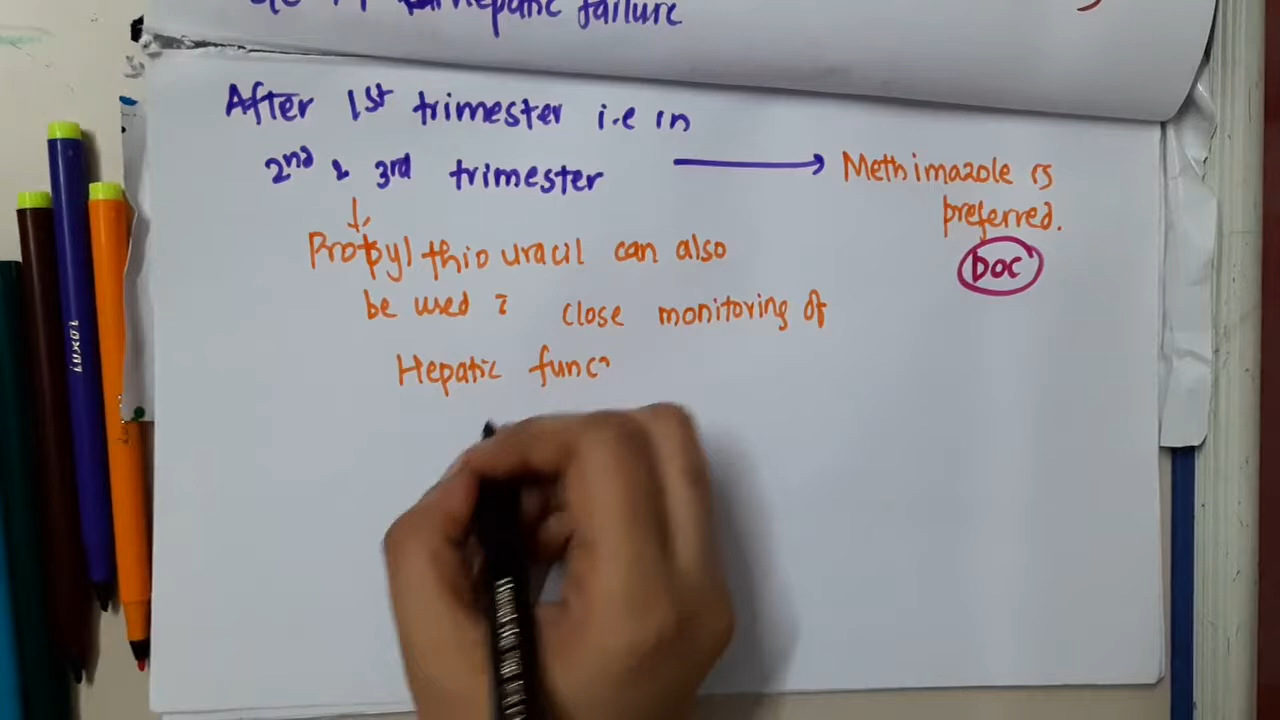 hepatic failure
After 1st trimester i.e in
2nd & 3rd trimester
Methimazole is
preferred.
DOC
Propylthiouracil can also
be used c close monitoring of
Hepatic func